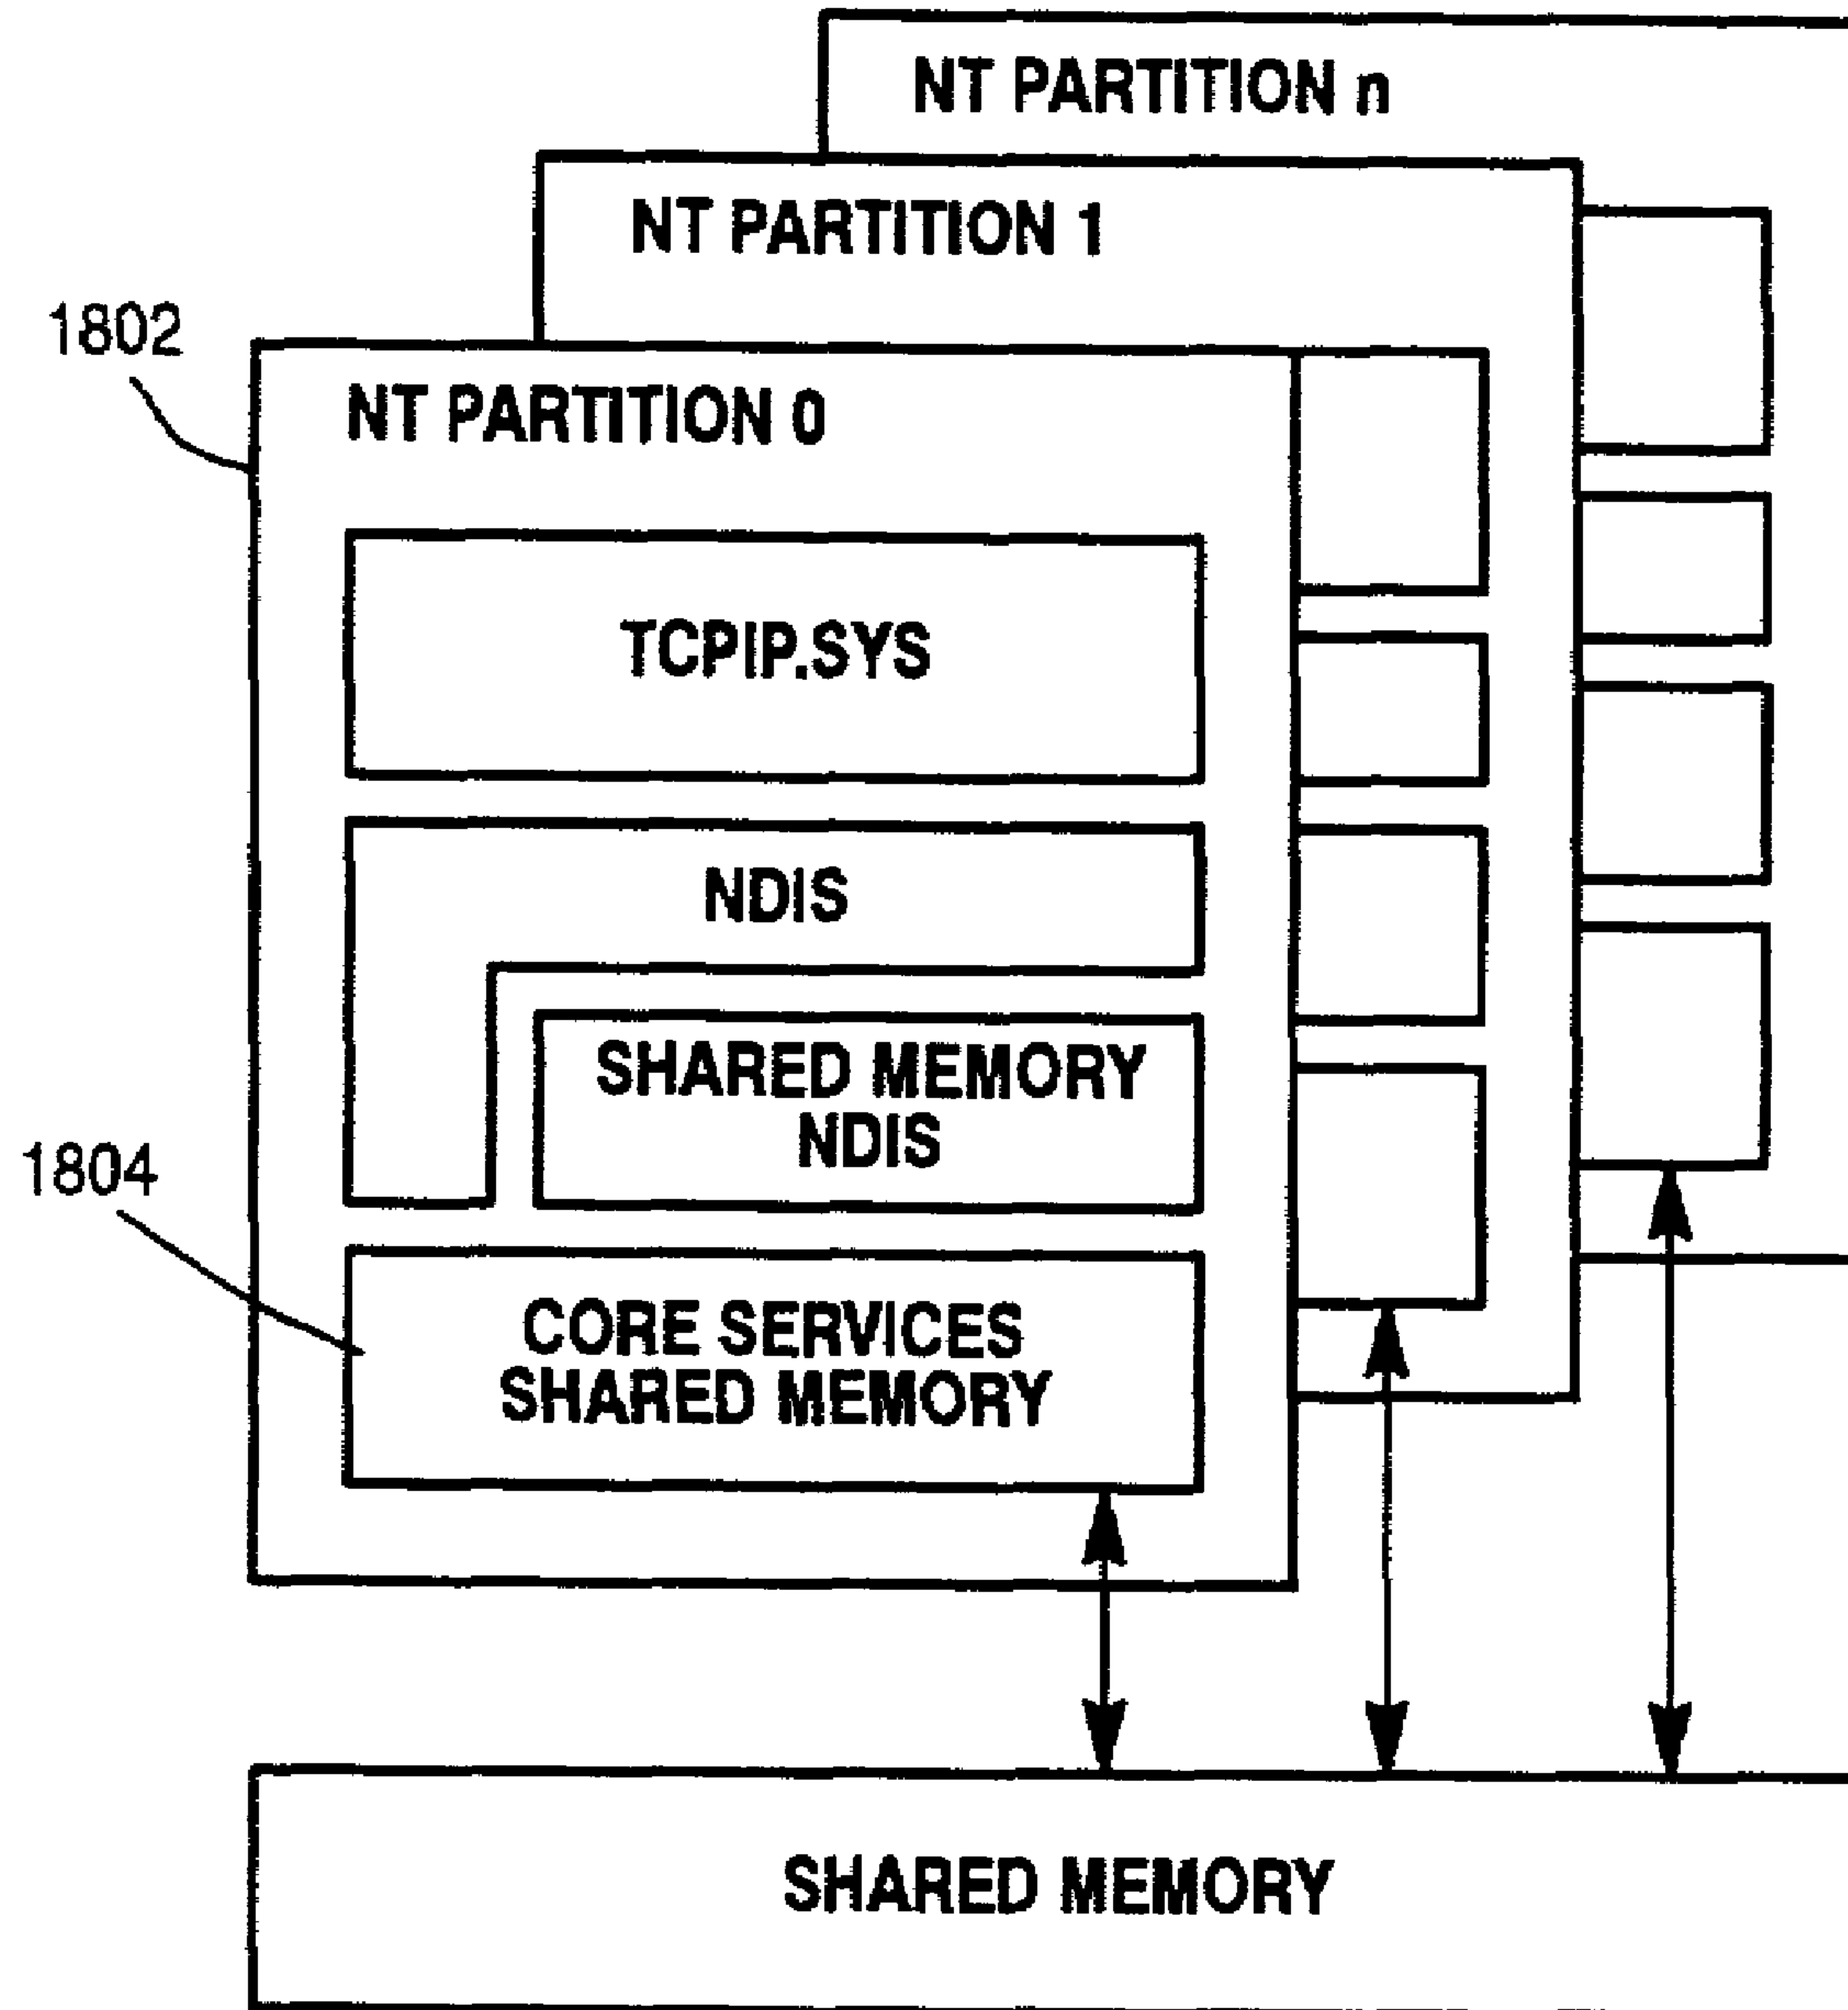 NT PARTITION n
NT PARTITION 1
1802
NT PARTITION 0
TCPIP.SYS
NDIS
SHARED MEMORY
NDIS
1804
CORE SERVICES
SHARED MEMORY
SHARED MEMORY